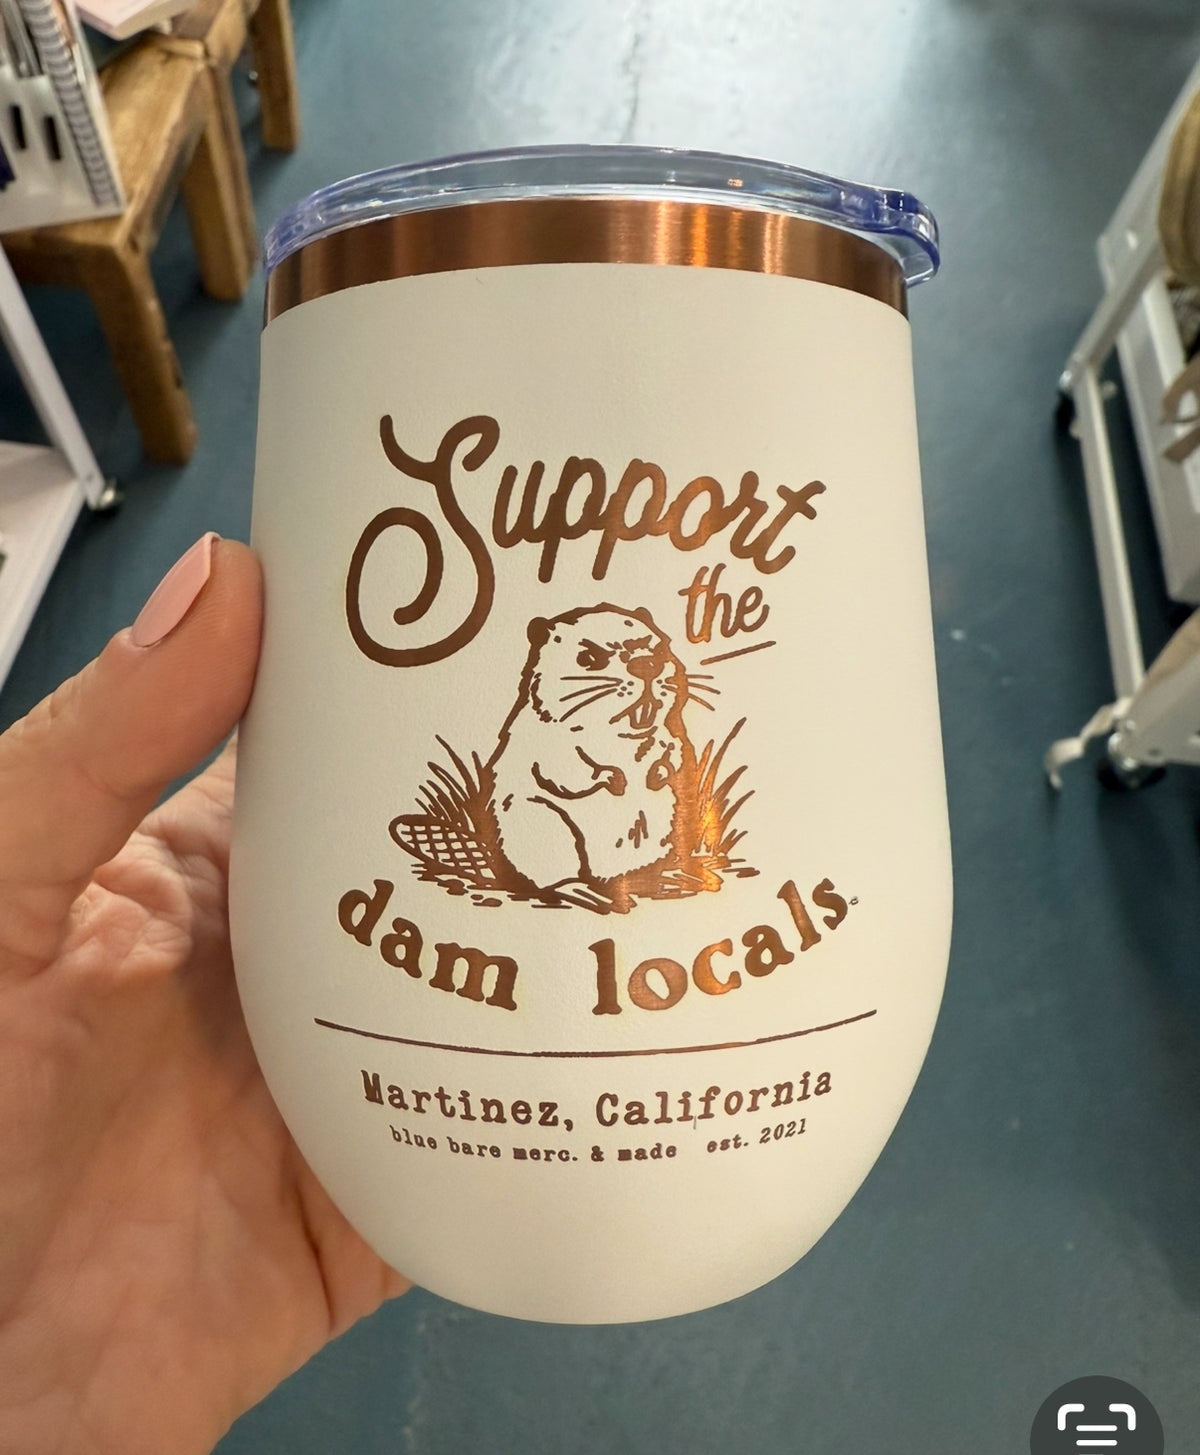 Support
the
dam locals
Martinez, California
blue bare merc. & made est. 2021